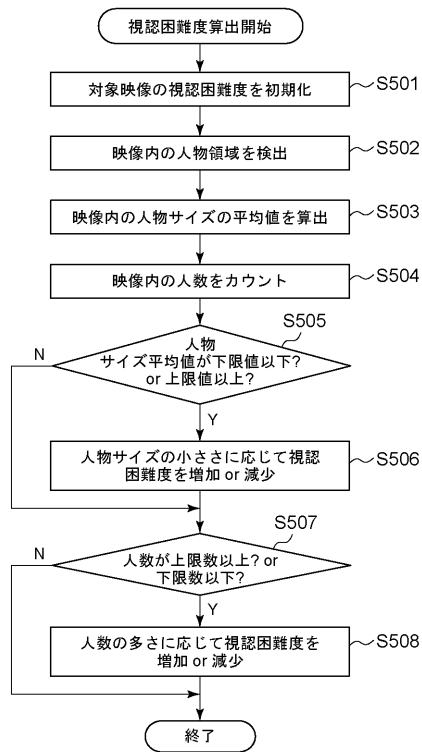 視認困難度算出開始
対象映像の視認困難度を初期化
S501
映像内の人物領域を検出
S502
映像内の人物サイズの平均値を算出
S503
映像内の人数をカウント
S504
S505
人物
サイズ平均値が下限値以下?
or 上限値以上?
N
Y
人物サイズの小ささに応じて視認
困難度を増加 or 減少
S506
S507
人数が上限数以上? or
下限数以下?
N
Y
人数の多さに応じて視認困難度を
増加 or 減少
S508
終了